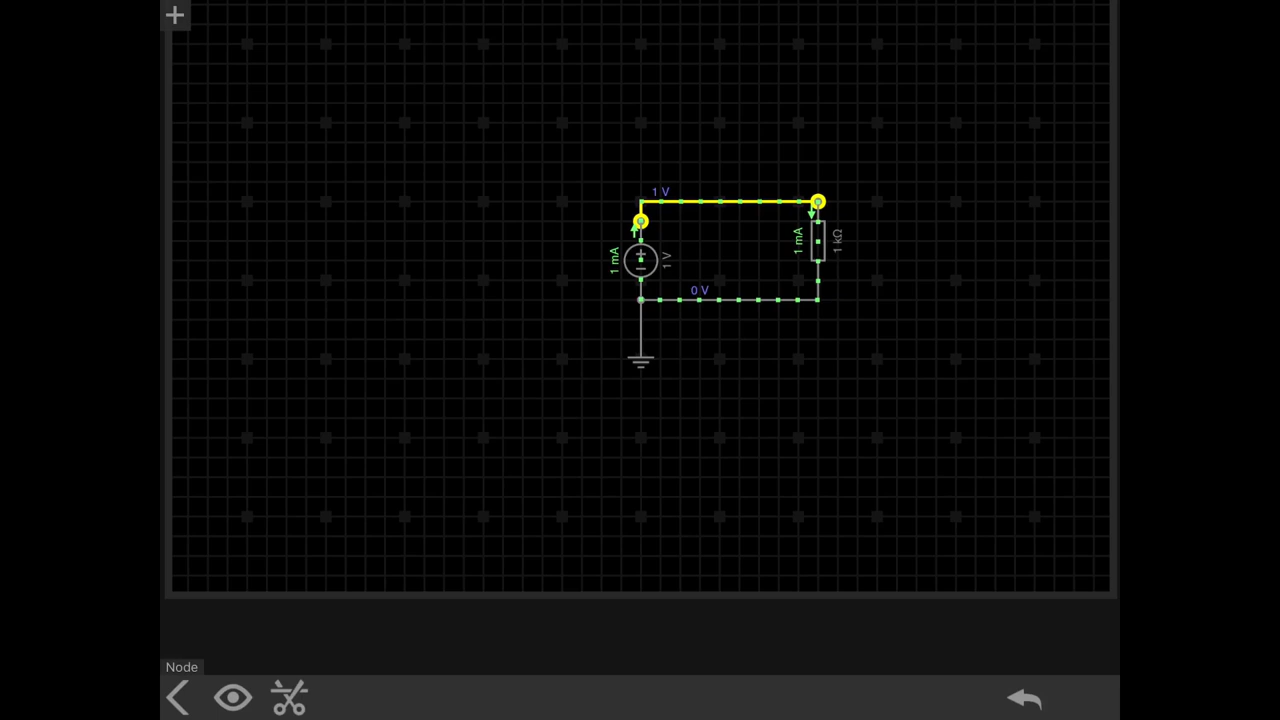 1 V
1 mA
1 V
1 mA
1 kΩ
0 V
Node